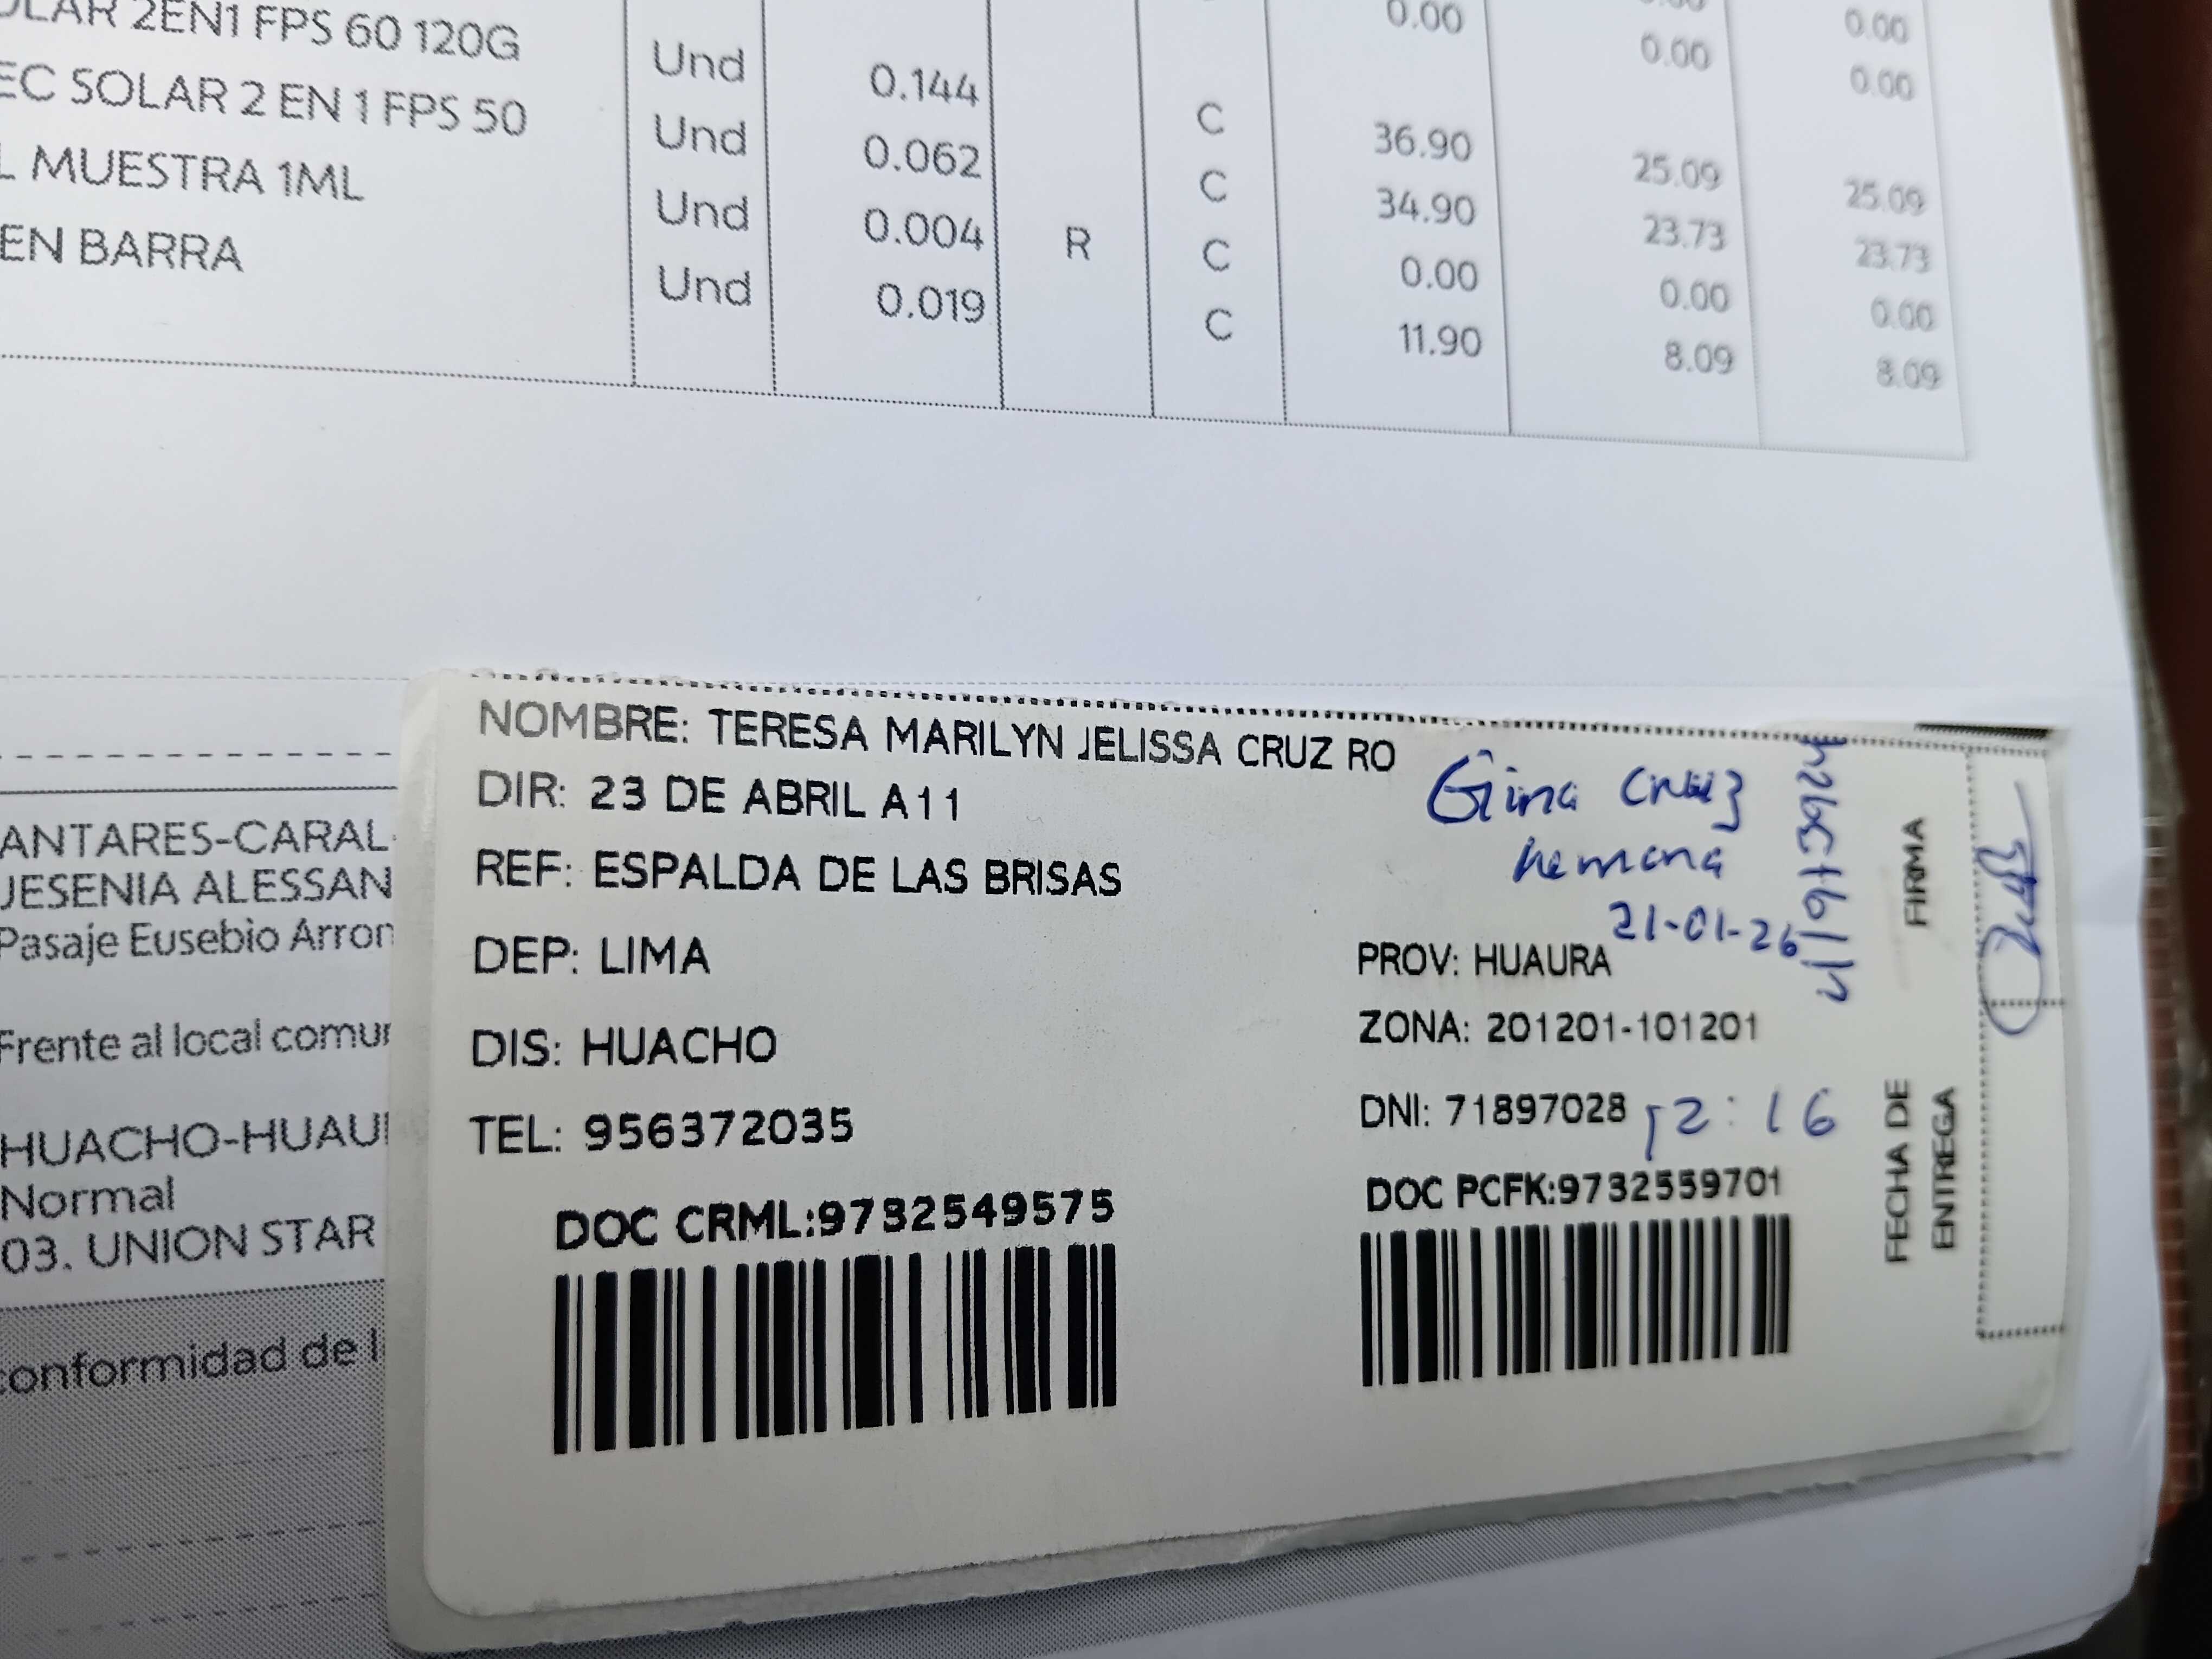 LAR 2EN1 FPS 60 120G Und 0.144 C 36.90 25.09 25.09
EC SOLAR 2 EN 1 FPS 50 Und 0.062 C 34.90 23.73 23.73
L MUESTRA 1ML Und 0.004 R C 0.00 0.00 0.00
EN BARRA Und 0.019 C 11.90 8.09 8.09
0.00 0.00 0.00
0.00
NOMBRE: TERESA MARILYN JELISSA CRUZ RO
DIR: 23 DE ABRIL A11
REF: ESPALDA DE LAS BRISAS
DEP: LIMA PROV: HUAURA
DIS: HUACHO ZONA: 201201-101201
TEL: 956372035 DNI: 71897028
DOC CRML:9732549575 DOC PCFK:9732559701
Gina Cruz
hemana
21-01-26
12:16
FIRMA
FECHA DE
ENTREGA
ANTARES-CARAL-
JESENIA ALESSAN
Pasaje Eusebio Arron
Frente al local comun
HUACHO-HUAU
Normal
03. UNION STAR
conformidad de l